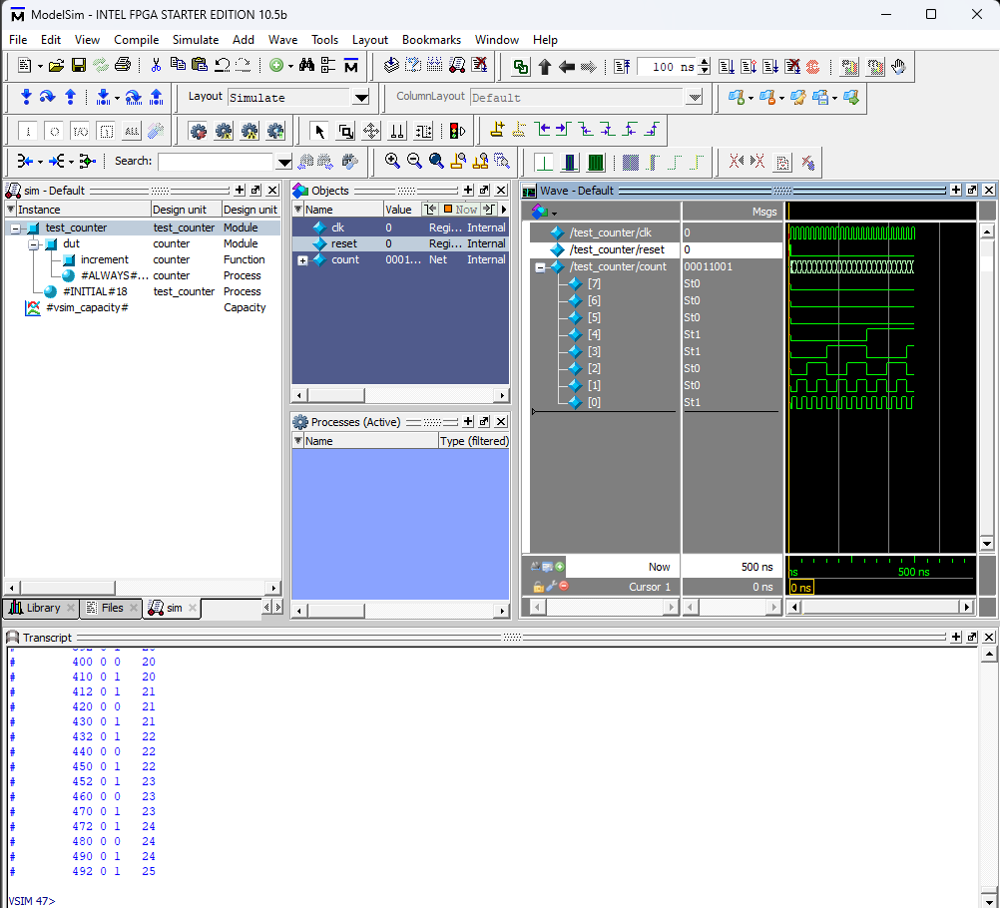 ModelSim - INTEL FPGA STARTER EDITION 10.5b
File Edit View Compile Simulate Add Wave Tools Layout Bookmarks Window Help
100 ns
Layout Simulate ColumnLayout Default
Search:
sim - Default
Instance Design unit Design unit
test_counter test_counter Module
dut counter Module
increment counter Function
#ALWAYS#... counter Process
#INITIAL#18 test_counter Process
#vsim_capacity# Capacity
Library Files sim
Objects
Name Value Now
clk 0 Regi... Internal
reset 0 Regi... Internal
count 0001... Net Internal
Processes (Active)
Name Type (filtered)
Wave - Default
Msgs
/test_counter/clk 0
/test_counter/reset 0
/test_counter/count 00011001
[7] St0
[6] St0
[5] St0
[4] St1
[3] St1
[2] St0
[1] St0
[0] St1
Now 500 ns ns 500 ns
Cursor 1 0 ns 0 ns
Transcript
# 400 0 0 20
# 410 0 1 20
# 412 0 1 21
# 420 0 0 21
# 430 0 1 21
# 432 0 1 22
# 440 0 0 22
# 450 0 1 22
# 452 0 1 23
# 460 0 0 23
# 470 0 1 23
# 472 0 1 24
# 480 0 0 24
# 490 0 1 24
# 492 0 1 25
VSIM 47>